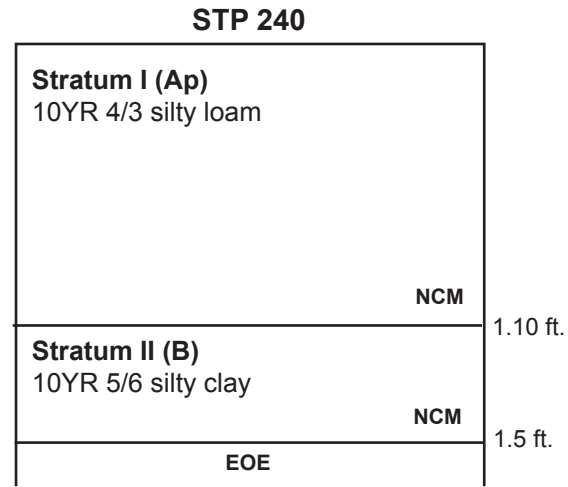 STP 240
Stratum I (Ap)
10YR 4/3 silty loam
NCM
1.10 ft.
Stratum II (B)
10YR 5/6 silty clay
NCM
1.5 ft.
EOE